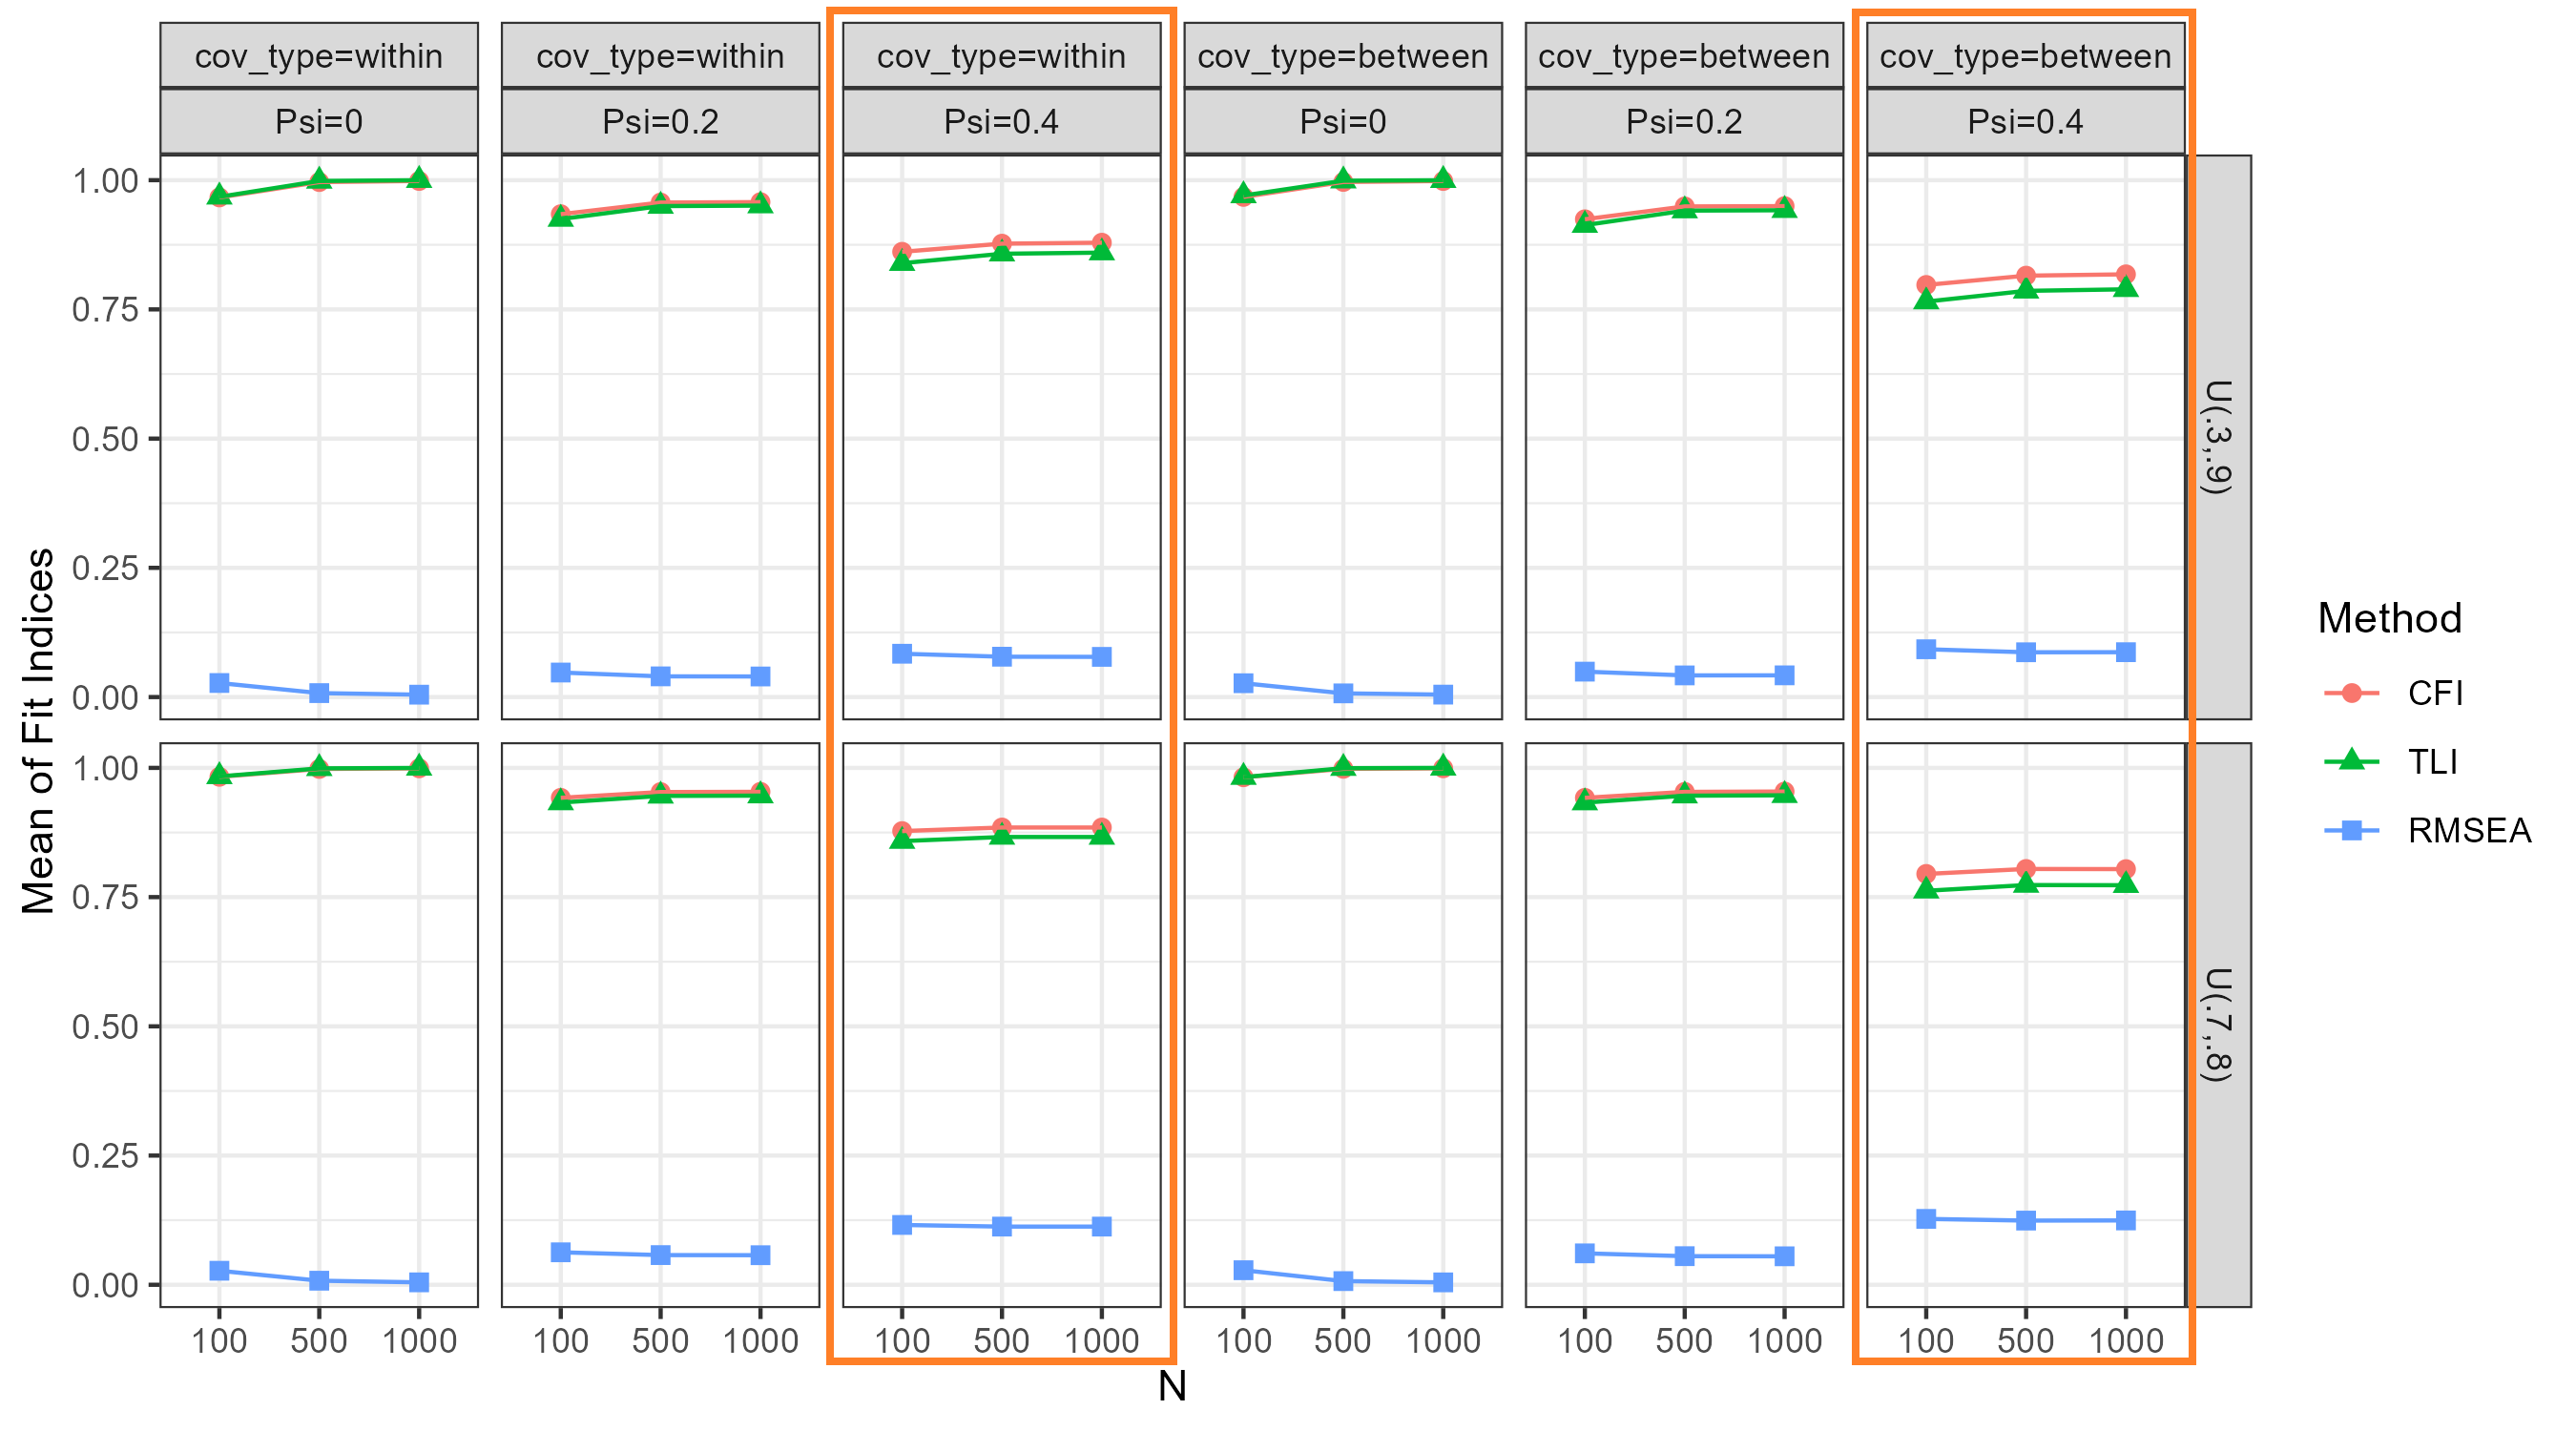 cov_type=within
cov_type=within
cov_type=within
cov_type=between
cov_type=between
cov_type=between
Psi=0
Psi=0.2
Psi=0.4
Psi=0
Psi=0.2
Psi=0.4
Mean of Fit Indices
1.00
0.75
0.50
0.25
0.00
U(.3,.9)
1.00
0.75
0.50
0.25
0.00
U(.7,.8)
100 500 1000
100 500 1000
100 500 1000
100 500 1000
100 500 1000
100 500 1000
N
Method
CFI
TLI
RMSEA